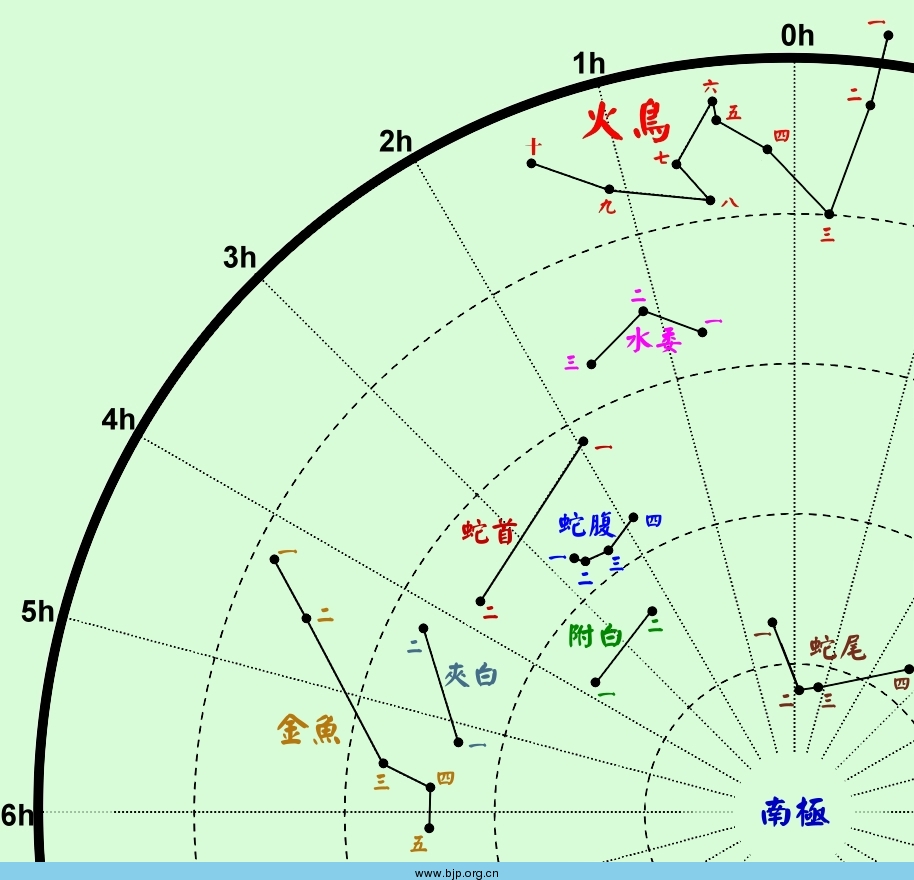 一
0h
1h
六
二
火鳥
五
四
2h
十
七
九
八
三
3h
二
一
水委
三
4h
一
蛇首
蛇腹
四
一
三
二
一
5h
二
二
附白
三
一
蛇尾
二
夾白
一
四
二
三
金魚
一
三
四
6h
南極
五
www.bjp.org.cn